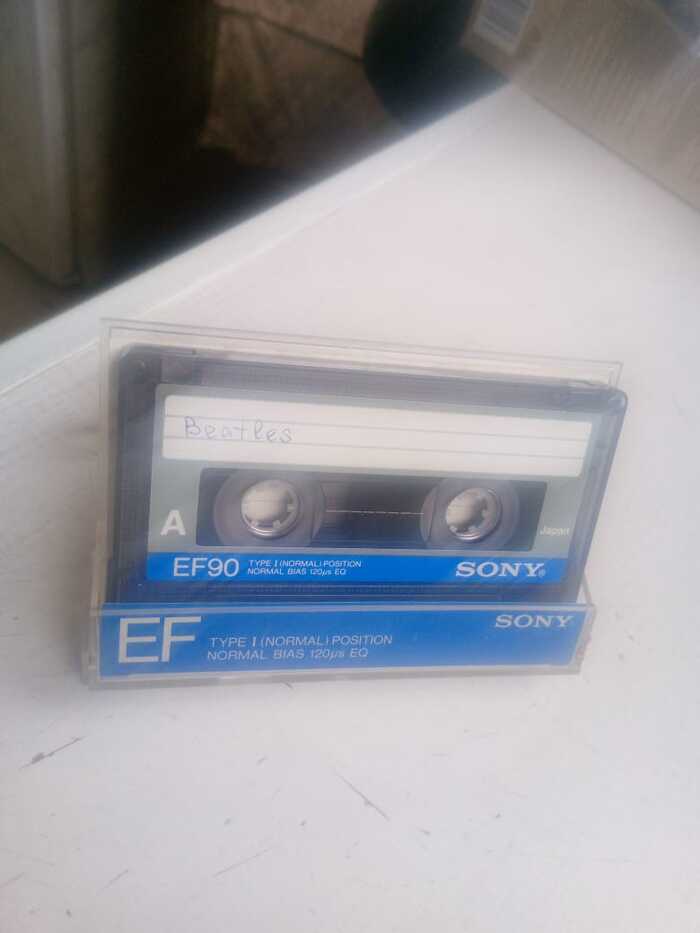 Beatles
A
Japan
EF90 TYPE I (NORMAL) POSITION
NORMAL BIAS 120µs EQ
SONY®
EF TYPE I (NORMAL) POSITION
NORMAL BIAS 120µs EQ
SONY